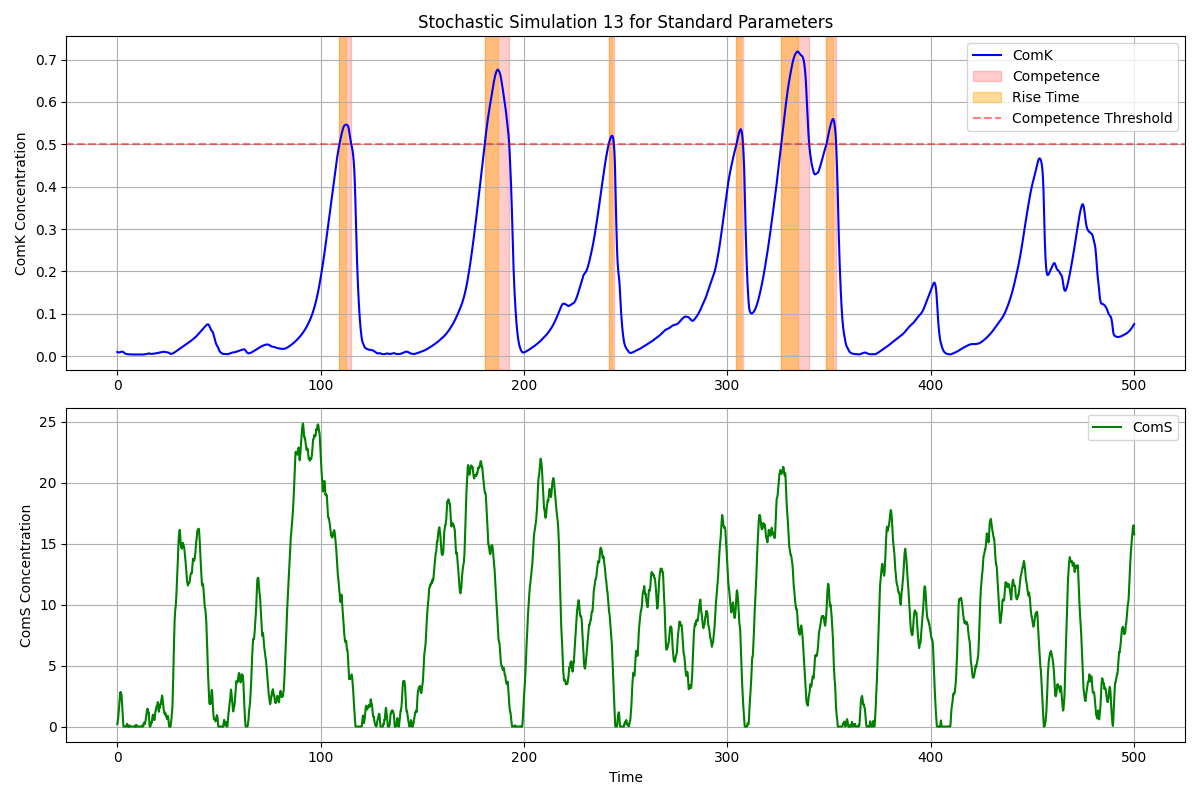 Stochastic Simulation 13 for Standard Parameters
ComK Concentration
0.7
0.6
0.5
0.4
0.3
0.2
0.1
0.0
ComK
Competence
Rise Time
Competence Threshold
0 100 200 300 400 500
ComS Concentration
25
20
15
10
5
0
ComS
0 100 200 300 400 500
Time